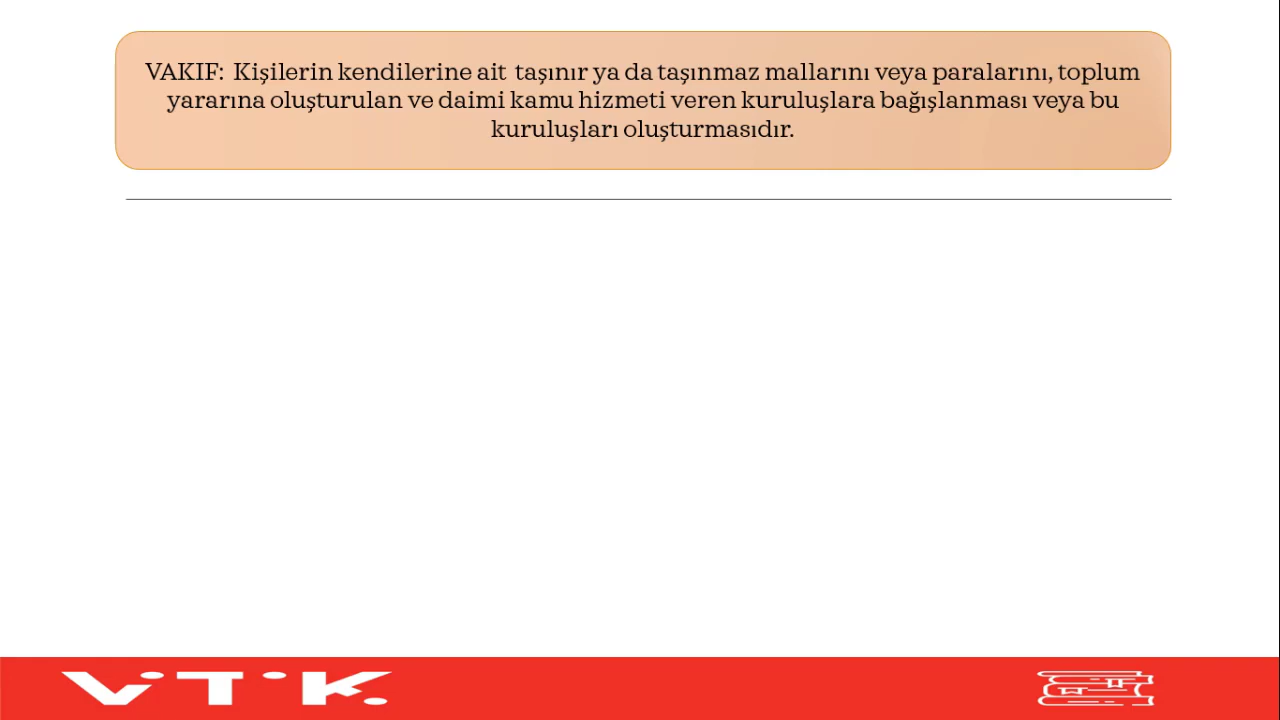 VAKIF: Kişilerin kendilerine ait taşınır ya da taşınmaz mallarını veya paralarını, toplum
yararına oluşturulan ve daimi kamu hizmeti veren kuruluşlara bağışlanması veya bu
kuruluşları oluşturmasıdır.
VTK